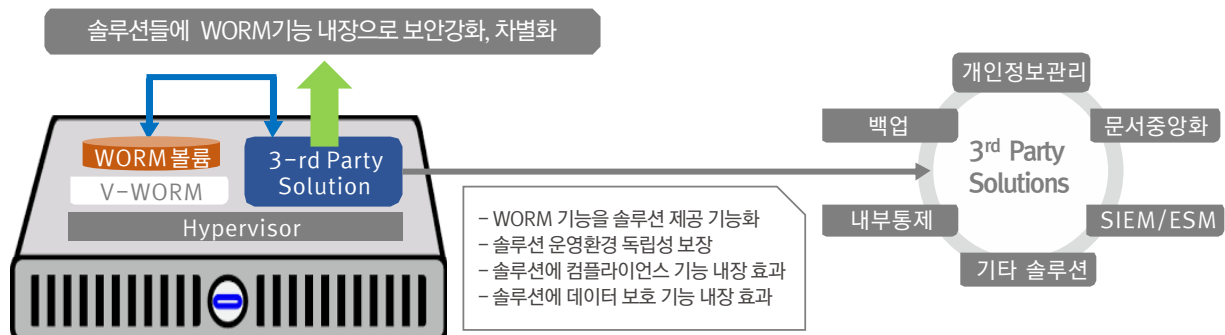 솔루션들에 WORM기능 내장으로 보안강화, 차별화
WORM 볼륨
V-WORM
3-rd Party
Solution
Hypervisor
- WORM 기능을 솔루션 제공 기능화
- 솔루션 운영환경 독립성 보장
- 솔루션에 컴플라이언스 기능 내장 효과
- 솔루션에 데이터 보호 기능 내장 효과
개인정보관리
백업
문서중앙화
3rd Party
Solutions
내부통제
SIEM/ESM
기타 솔루션